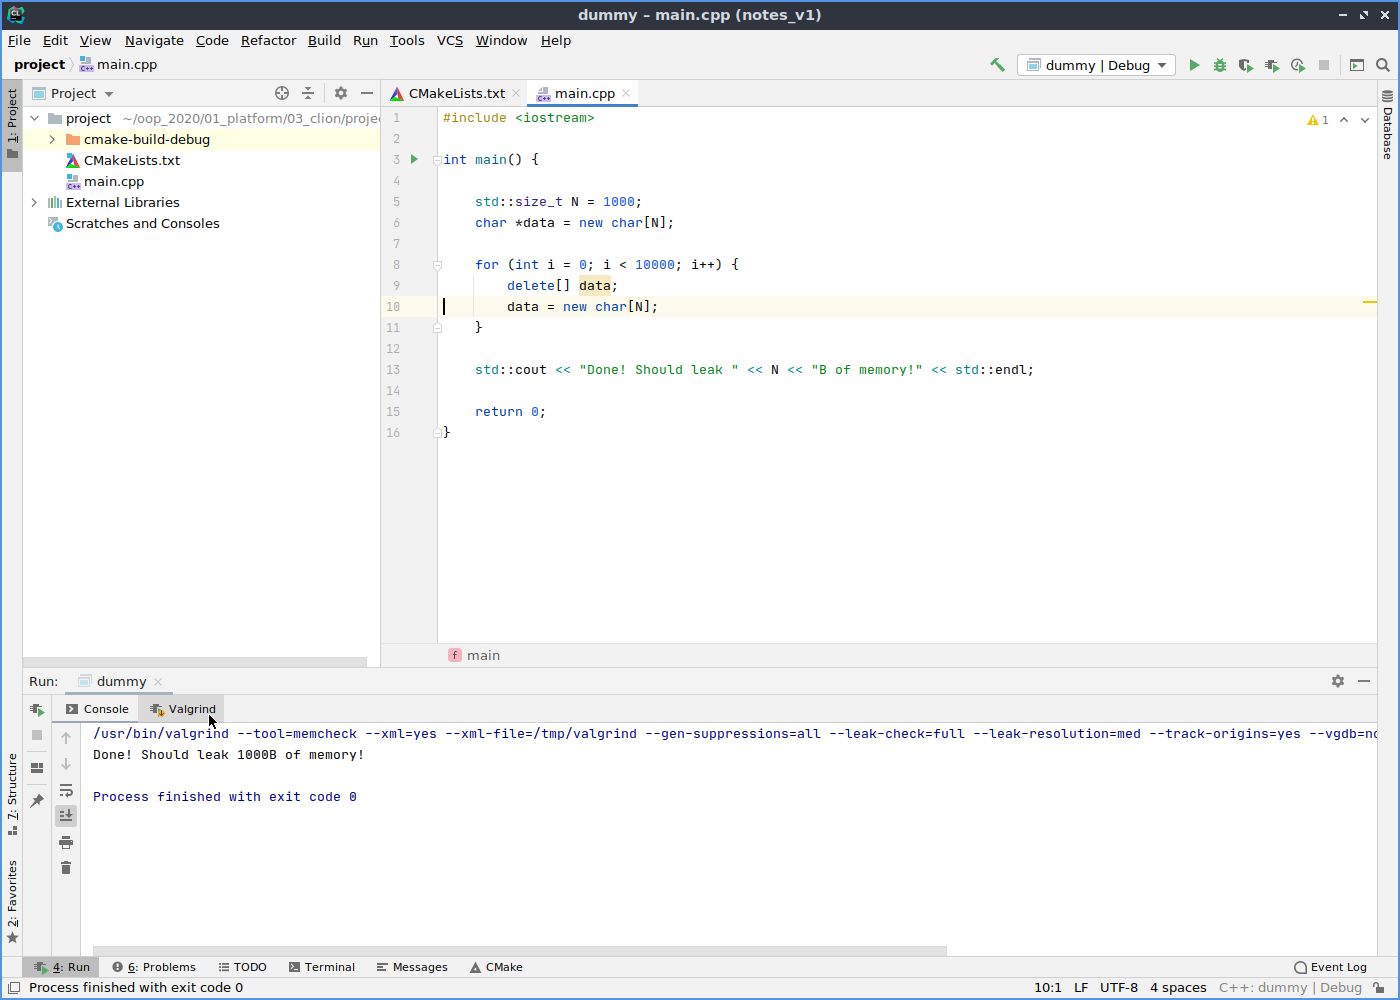 dummy – main.cpp (notes_v1)
File Edit View Navigate Code Refactor Build Run Tools VCS Window Help
project main.cpp dummy | Debug
1: Project
Project
project ~/oop_2020/01_platform/03_clion/proje
cmake-build-debug
CMakeLists.txt
main.cpp
External Libraries
Scratches and Consoles
CMakeLists.txt main.cpp
1 #include <iostream>
2
3 int main() {
4
5 std::size_t N = 1000;
6 char *data = new char[N];
7
8 for (int i = 0; i < 10000; i++) {
9 delete[] data;
10 data = new char[N];
11 }
12
13 std::cout << "Done! Should leak " << N << "B of memory!" << std::endl;
14
15 return 0;
16 }
1
Database
f main
Run: dummy
Console Valgrind
/usr/bin/valgrind --tool=memcheck --xml=yes --xml-file=/tmp/valgrind --gen-suppressions=all --leak-check=full --leak-resolution=med --track-origins=yes --vgdb=no
Done! Should leak 1000B of memory!
Process finished with exit code 0
7: Structure
2: Favorites
4: Run 6: Problems TODO Terminal Messages CMake Event Log
Process finished with exit code 0 10:1 LF UTF-8 4 spaces C++: dummy | Debug